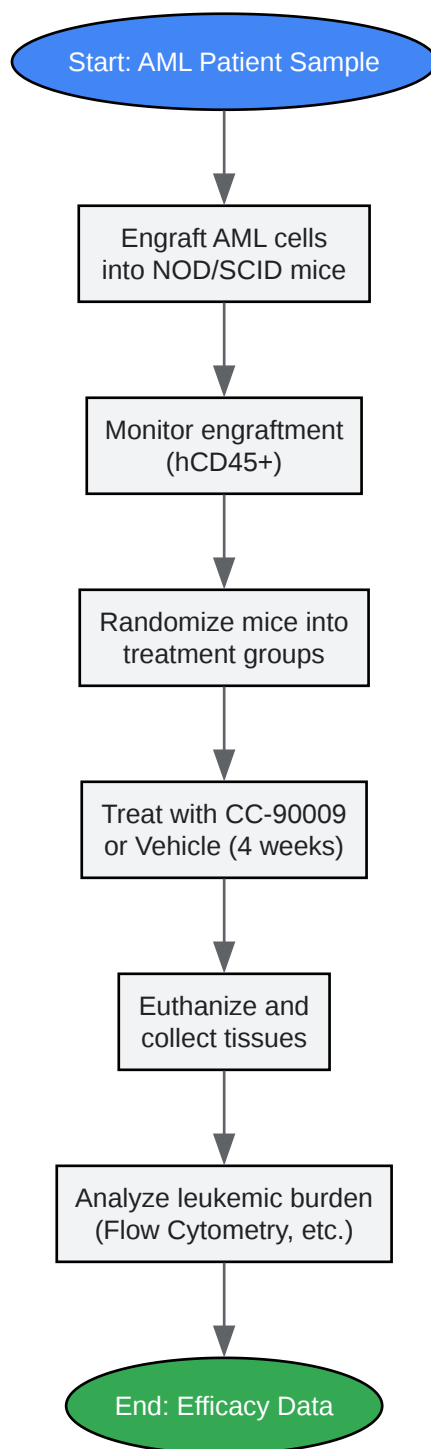 Start: AML Patient Sample
Engraft AML cells
into NOD/SCID mice
Monitor engraftment
(hCD45+)
Randomize mice into
treatment groups
Treat with CC-90009
or Vehicle (4 weeks)
Euthanize and
collect tissues
Analyze leukemic burden
(Flow Cytometry, etc.)
End: Efficacy Data